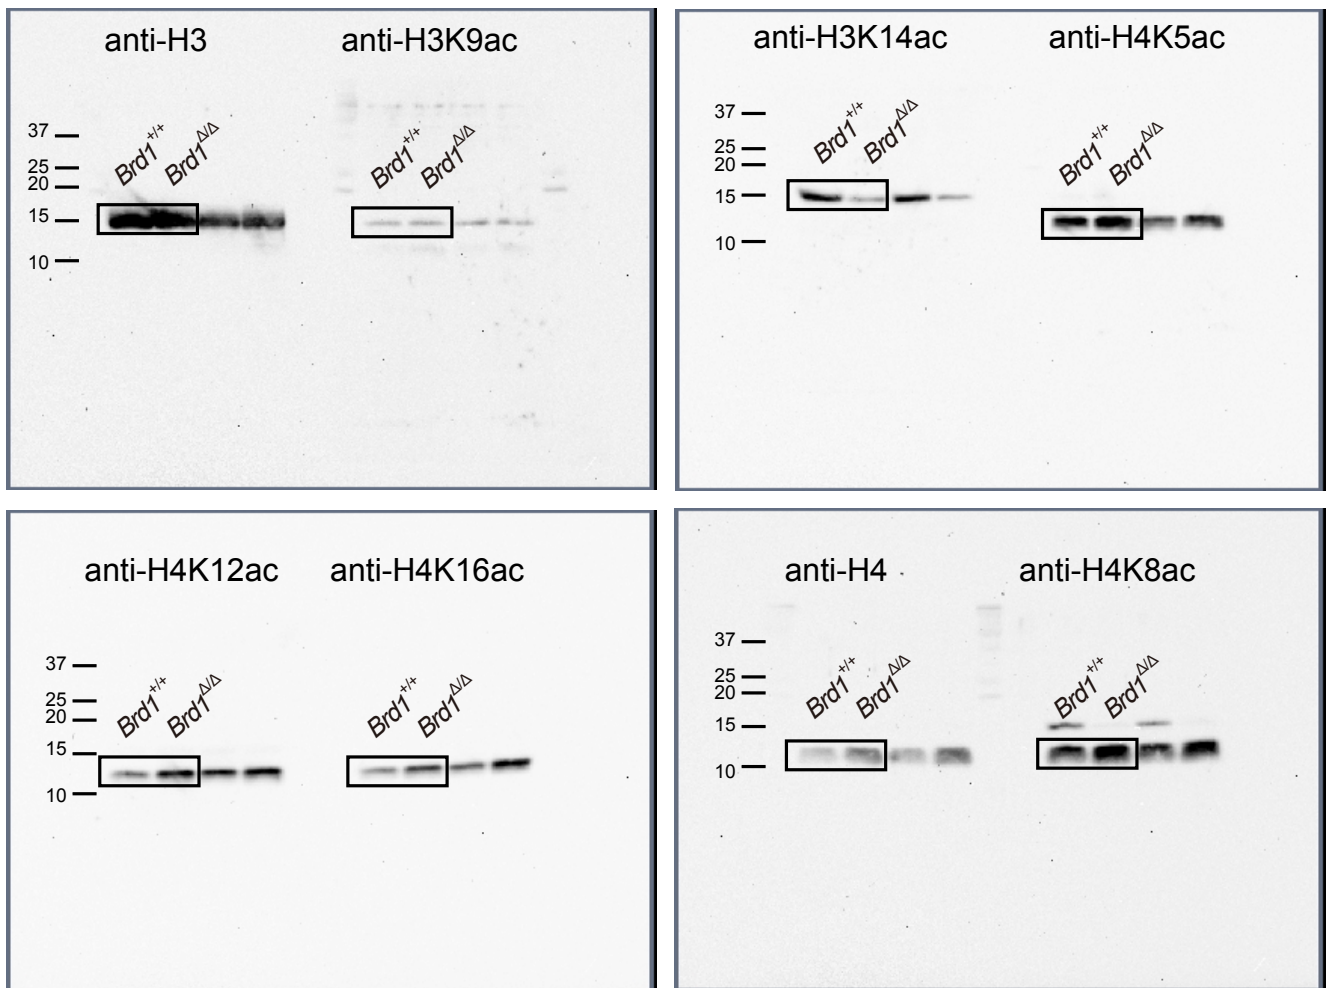 anti-H3 anti-H3K9ac
37
25
20
15
10
Brd1+/+ Brd1Δ/Δ Brd1+/+ Brd1Δ/Δ
anti-H3K14ac anti-H4K5ac
37
25
20
15
10
Brd1+/+ Brd1Δ/Δ Brd1+/+ Brd1Δ/Δ
anti-H4K12ac anti-H4K16ac
37
25
20
15
10
Brd1+/+ Brd1Δ/Δ Brd1+/+ Brd1Δ/Δ
anti-H4 anti-H4K8ac
37
25
20
15
10
Brd1+/+ Brd1Δ/Δ Brd1+/+ Brd1Δ/Δ